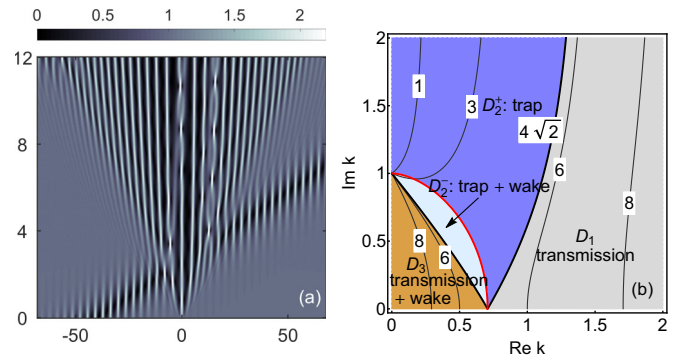 0 0.5 1 1.5 2
12
8
4
0
-50 0 50
(a)
2
1.5
1
0.5
0
Im k
0 0.5 1 1.5 2
Re k
1
3
D₂⁺: trap
4 √2
6
8
D₂⁻: trap + wake
8
6
D₃
transmission
+ wake
D₁
transmission
(b)